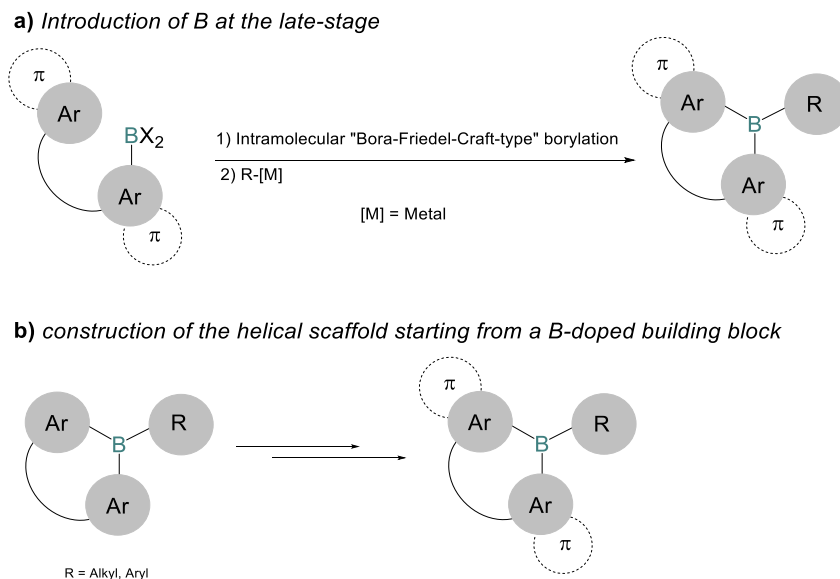 a) Introduction of B at the late-stage
π
Ar
BX2
Ar
π
1) Intramolecular "Bora-Friedel-Craft-type" borylation
2) R-[M]
[M] = Metal
π
Ar
R
B
Ar
π
b) construction of the helical scaffold starting from a B-doped building block
Ar
R
B
Ar
R = Alkyl, Aryl
π
Ar
R
B
Ar
π